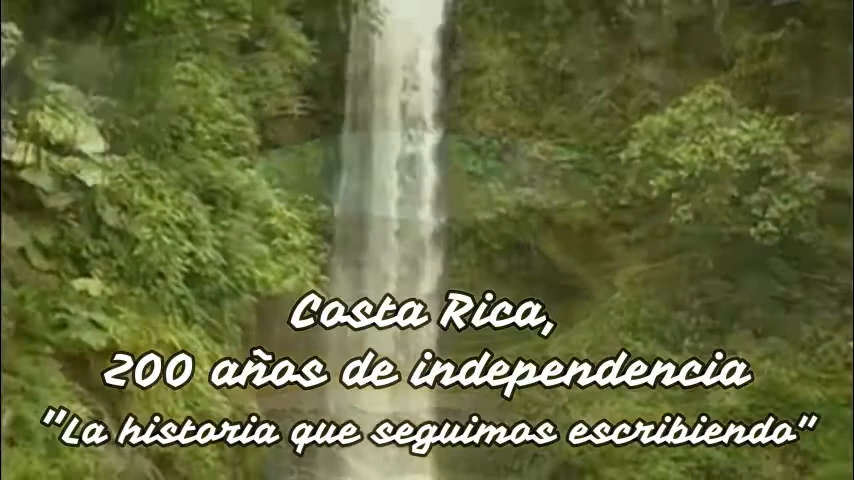 Costa Rica,
200 años de independencia
"La historia que seguimos escribiendo"